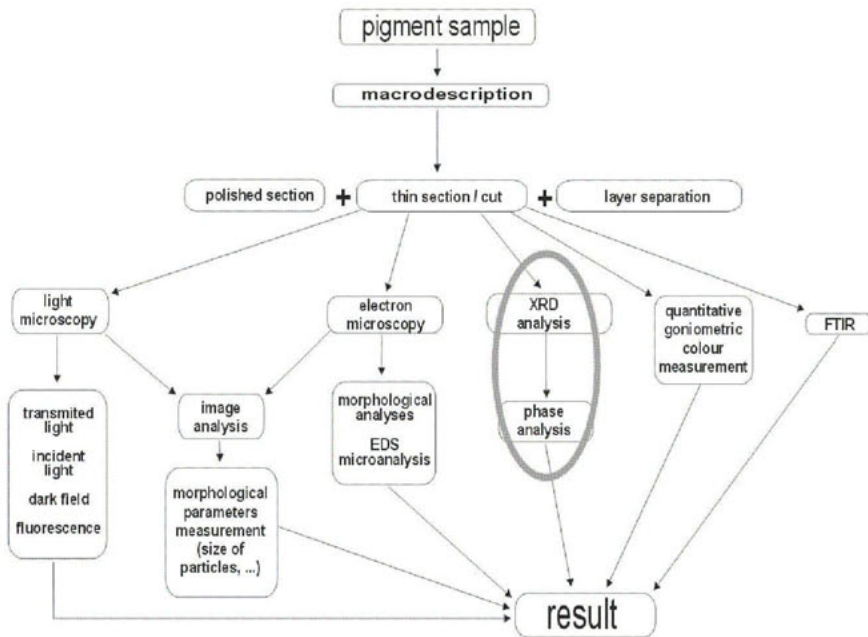 pigment sample
macrodescription
polished section + thin section / cut + layer separation
light
microscopy
electron
microscopy
XRD
analysis
quantitative
goniometric
colour
measurement
FTIR
transmited
light
incident
light
dark field
fluorescence
image
analysis
morphological
analyses
EDS
microanalysis
phase
analysis
morphological
parameters
measurement
(size of
particles, ...)
result